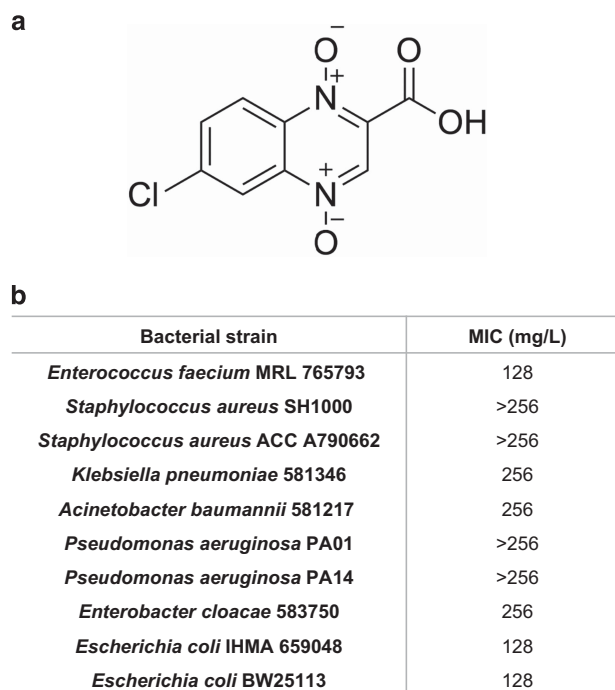 a
O−
N+
O
OH
Cl
N+
O−
b
Bacterial strain MIC (mg/L)
Enterococcus faecium MRL 765793 128
Staphylococcus aureus SH1000 >256
Staphylococcus aureus ACC A790662 >256
Klebsiella pneumoniae 581346 256
Acinetobacter baumannii 581217 256
Pseudomonas aeruginosa PA01 >256
Pseudomonas aeruginosa PA14 >256
Enterobacter cloacae 583750 256
Escherichia coli IHMA 659048 128
Escherichia coli BW25113 128